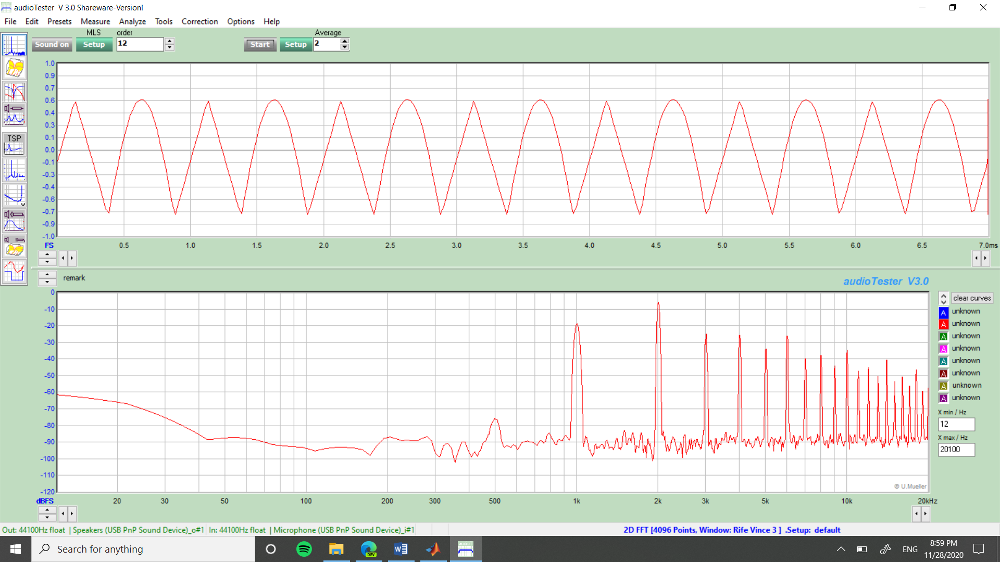 audioTester V 3.0 Shareware-Version!
File Edit Presets Measure Analyze Tools Correction Options Help
MLS order Average
Sound on Setup 12 Start Setup 2
1.0
0.9
0.7
0.6
0.4
0.3
0.1
0.0
-0.1
-0.3
-0.4
-0.6
-0.7
-0.9
-1.0
TSP
w
FS 0.5 1.0 1.5 2.0 2.5 3.0 3.5 4.0 4.5 5.0 5.5 6.0 6.5 7.0ms
remark
audioTester V3.0
0
-10
-20
-30
-40
-50
-60
-70
-80
-90
-100
-110
-120
clear curves
A unknown
A unknown
A unknown
A unknown
A unknown
A unknown
A unknown
A unknown
X min / Hz
12
X max / Hz
20100
© U.Mueller
dBFS 20 30 50 100 200 300 500 1k 2k 3k 5k 10k 20kHz
Out: 44100Hz float | Speakers (USB PnP Sound Device)_o#1 In: 44100Hz float | Microphone (USB PnP Sound Device)_i#1
2D FFT [4096 Points, Window: Rife Vince 3 ] .Setup: default
Search for anything
DEV
ENG
8:59 PM
11/28/2020